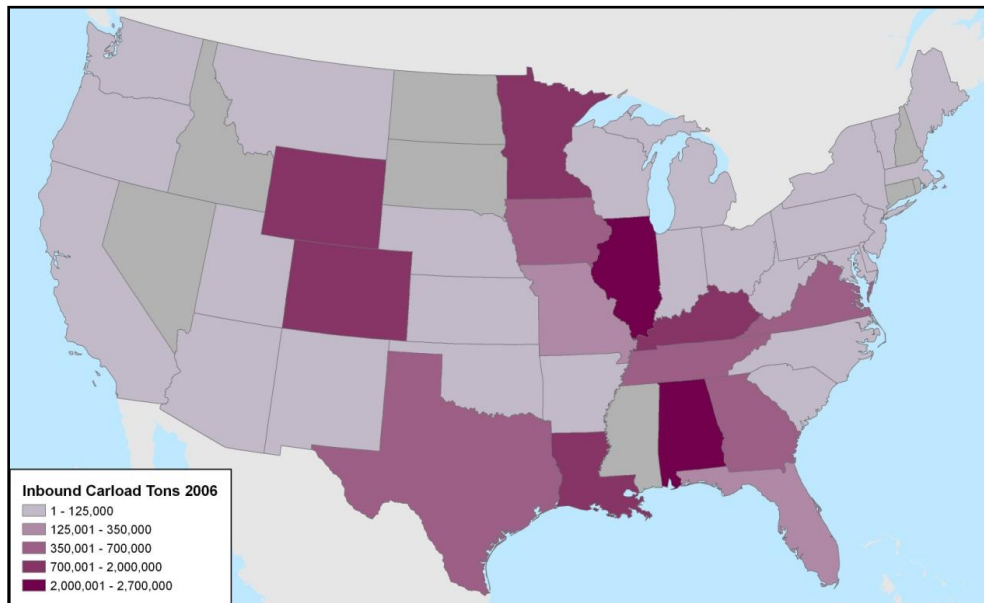 Inbound Carload Tons 2006
1 - 125,000
125,001 - 350,000
350,001 - 700,000
700,001 - 2,000,000
2,000,001 - 2,700,000